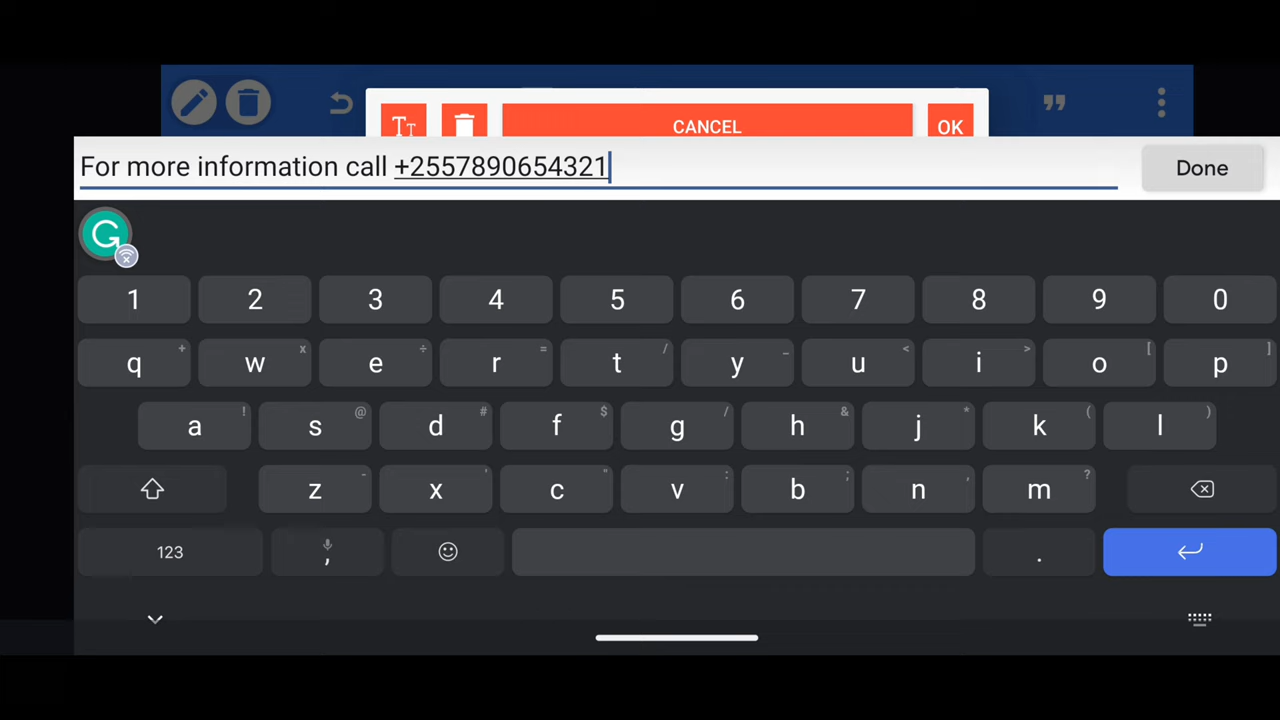 CANCEL
OK
For more information call +2557890654321
Done
1 2 3 4 5 6 7 8 9 0
q + w x e ÷ r = t / y _ u < i > o [ p ]
a ! s @ d # f $ g / h & j * k ( l )
z - x ' c " v : b ; n , m ?
123 , .